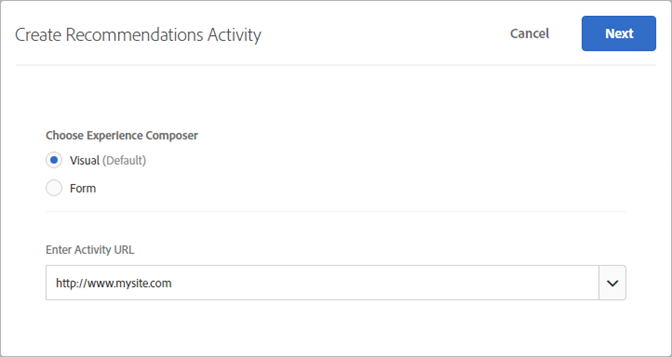 Create Recommendations Activity
Cancel
Next
Choose Experience Composer
Visual (Default)
Form
Enter Activity URL
http://www.mysite.com